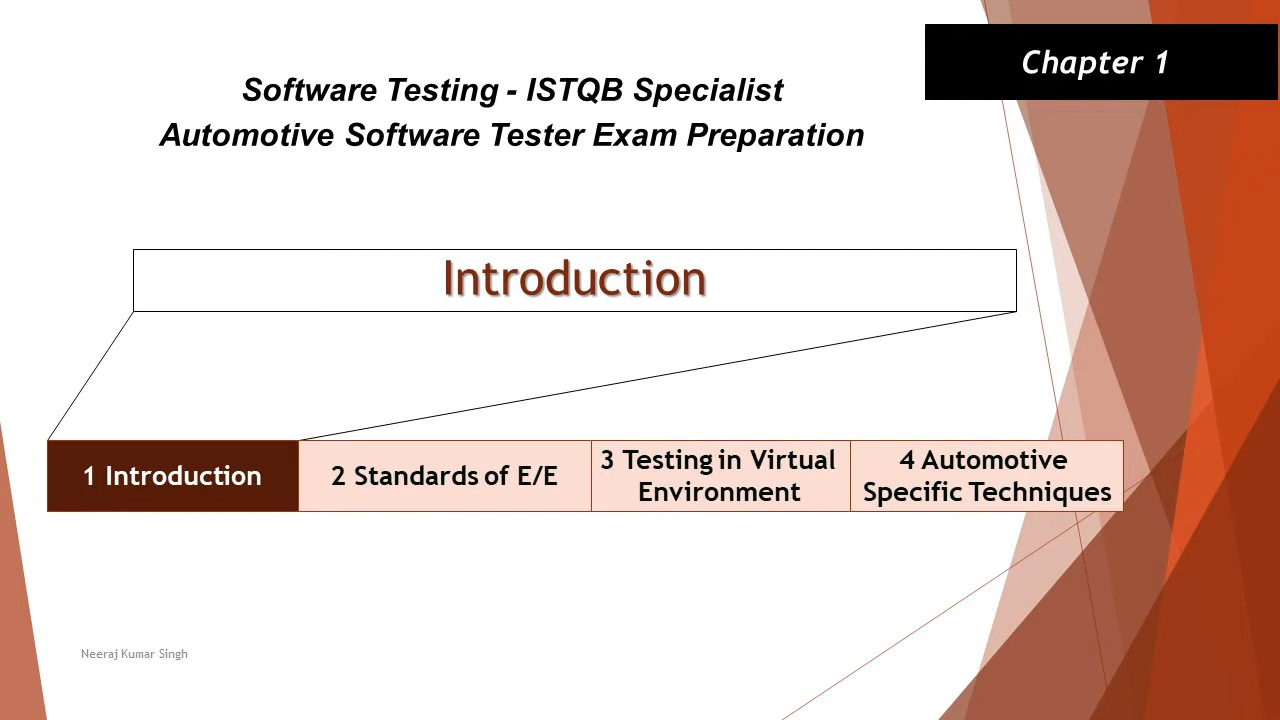 Chapter 1
Software Testing - ISTQB Specialist
Automotive Software Tester Exam Preparation
Introduction
1 Introduction
2 Standards of E/E
3 Testing in Virtual
Environment
4 Automotive
Specific Techniques
Neeraj Kumar Singh